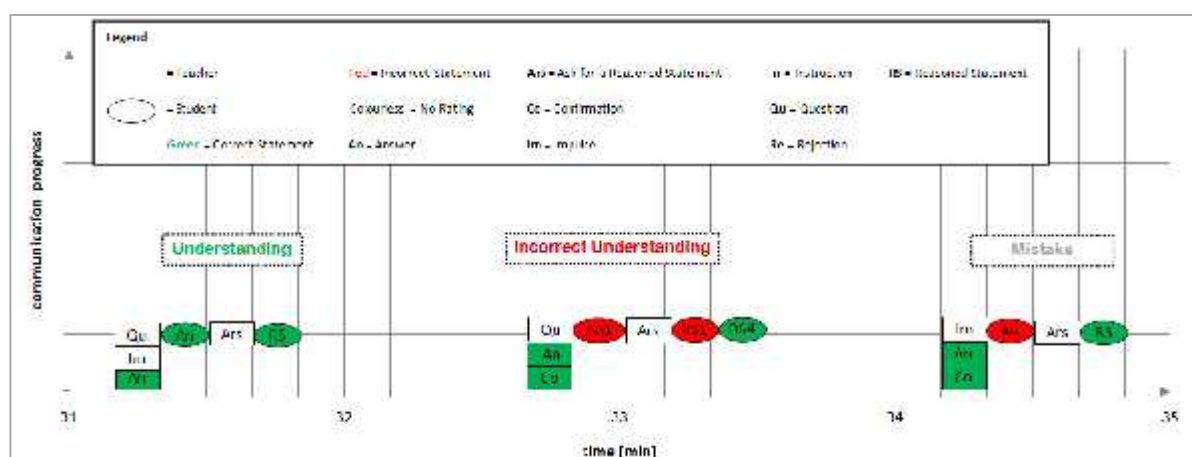 Legend
= Teacher
Red = Incorrect Statement
Ars = Ask for a Reasoned Statement
In = Instruction
RS = Reasoned Statement
= Student
Colourless = No Rating
Co = Confirmation
Qu = Question
Green = Correct Statement
An = Answer
Im = Impulse
Re = Rejection
communication progress
Understanding
Incorrect Understanding
Mistake
Qu
An
Ars
RS
Im
An
Qu
Ars
An
Co
Im
An
Ars
RS
An
Co
31
32
33
34
35
time [min]